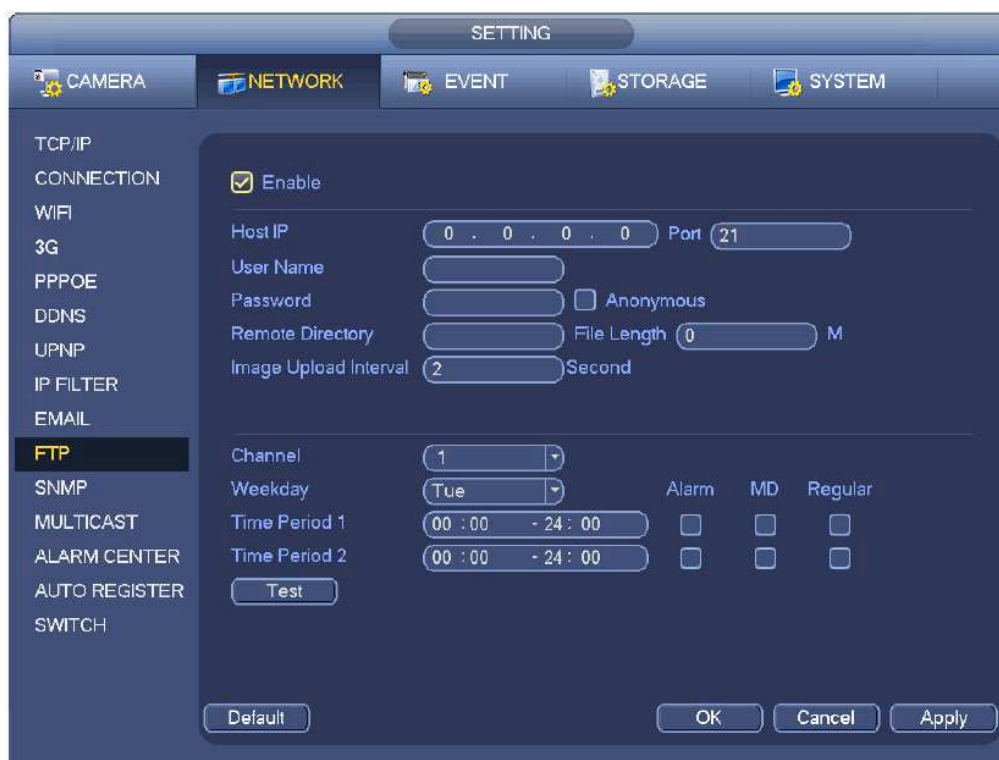 SETTING
CAMERA NETWORK EVENT STORAGE SYSTEM
TCP/IP
CONNECTION
WIFI
3G
PPPOE
DDNS
UPNP
IP FILTER
EMAIL
FTP
SNMP
MULTICAST
ALARM CENTER
AUTO REGISTER
SWITCH
Enable
Host IP 0 . 0 . 0 . 0 Port 21
User Name
Password Anonymous
Remote Directory File Length 0 M
Image Upload Interval 2 Second
Channel 1
Weekday Tue Alarm MD Regular
Time Period 1 00 : 00 - 24 : 00
Time Period 2 00 : 00 - 24 : 00
Test
Default OK Cancel Apply